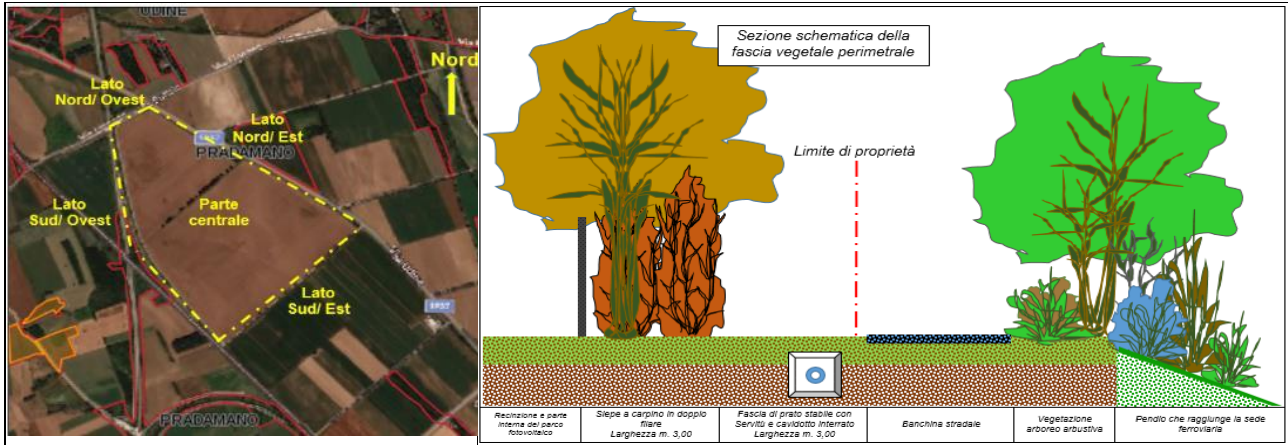 UDINE
Nord
Lato
Nord/ Ovest
Lato
Nord/ Est
PRADAMANO
Lato
Sud/ Ovest
Parte
centrale
Lato
Sud/ Est
SP37
PRADAMANO
Sezione schematica della
fascia vegetale perimetrale
Limite di proprietà
Recinzione e parte
interna del parco
fotovoltaico
Siepe a carpino in doppio
filare
Larghezza m. 3,00
Fascia di prato stabile con
Servitù e cavidotto interrato
Larghezza m. 3,00
Banchina stradale
Vegetazione
arboreo arbustiva
Pendio che raggiunge la sede
ferroviaria